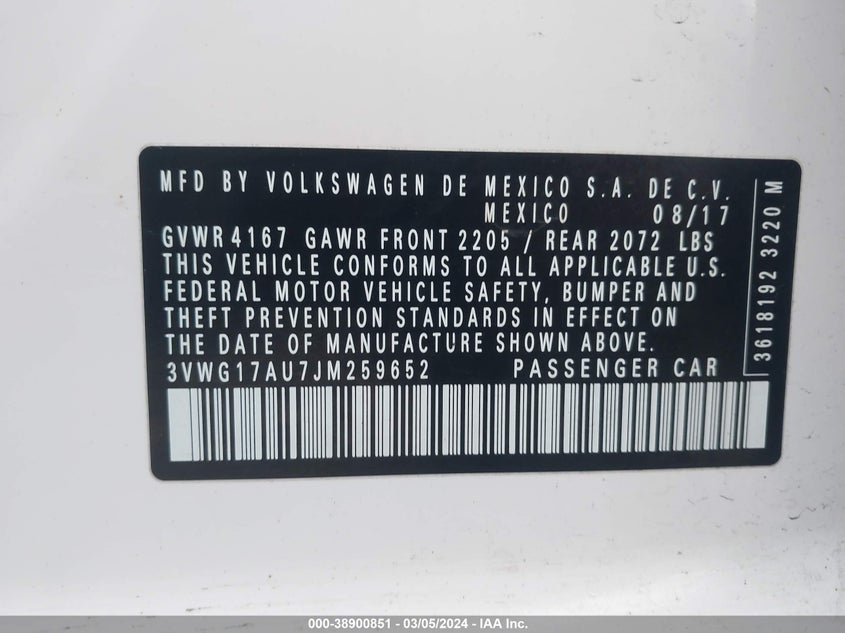 MFD BY VOLKSWAGEN DE MEXICO S.A. DE C.V.
MEXICO 08/17
GVWR 4167 GAWR FRONT 2205 / REAR 2072 LBS
THIS VEHICLE CONFORMS TO ALL APPLICABLE U.S.
FEDERAL MOTOR VEHICLE SAFETY, BUMPER AND
THEFT PREVENTION STANDARDS IN EFFECT ON
THE DATE OF MANUFACTURE SHOWN ABOVE.
3VWG17AU7JM259652 PASSENGER CAR
3618192 3220 M
000-38900851 - 03/05/2024 - IAA Inc.